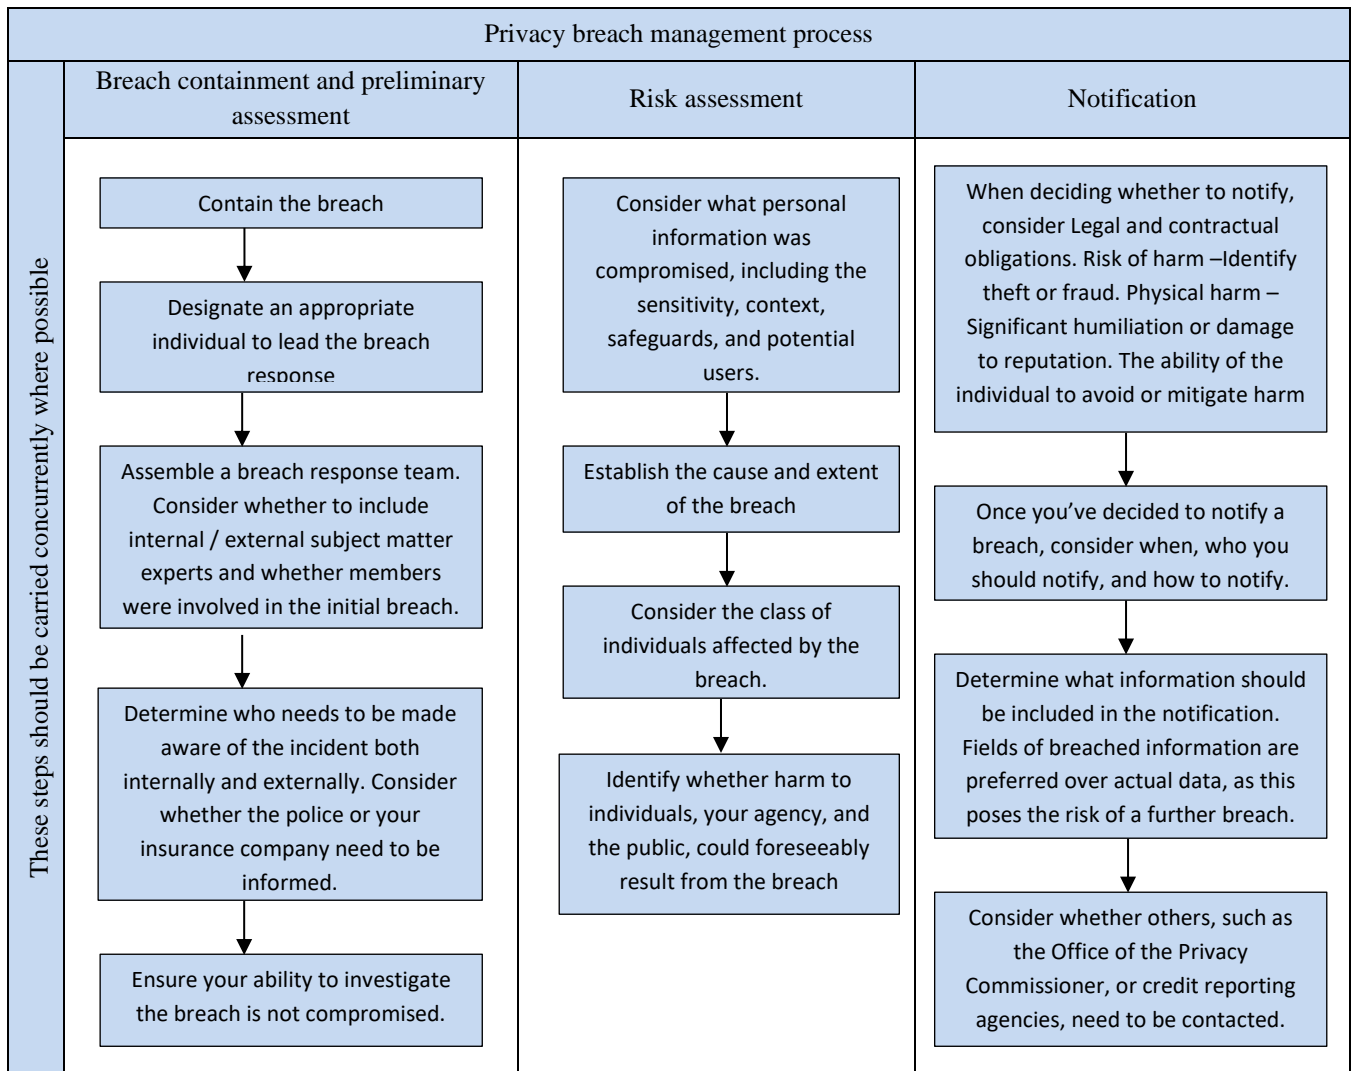 Privacy breach management process
These steps should be carried concurrently where possible
Breach containment and preliminary
assessment
Contain the breach
Designate an appropriate
individual to lead the breach
response
Assemble a breach response team.
Consider whether to include
internal / external subject matter
experts and whether members
were involved in the initial breach.
Determine who needs to be made
aware of the incident both
internally and externally. Consider
whether the police or your
insurance company need to be
informed.
Ensure your ability to investigate
the breach is not compromised.
Risk assessment
Consider what personal
information was
compromised, including the
sensitivity, context,
safeguards, and potential
users.
Establish the cause and extent
of the breach
Consider the class of
individuals affected by the
breach.
Identify whether harm to
individuals, your agency, and
the public, could foreseeably
result from the breach
Notification
When deciding whether to notify,
consider Legal and contractual
obligations. Risk of harm –Identify
theft or fraud. Physical harm –
Significant humiliation or damage
to reputation. The ability of the
individual to avoid or mitigate harm
Once you’ve decided to notify a
breach, consider when, who you
should notify, and how to notify.
Determine what information should
be included in the notification.
Fields of breached information are
preferred over actual data, as this
poses the risk of a further breach.
Consider whether others, such as
the Office of the Privacy
Commissioner, or credit reporting
agencies, need to be contacted.